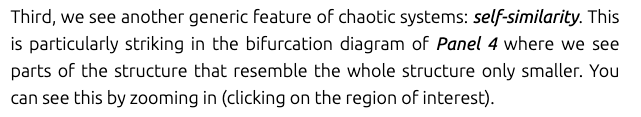 Third, we see another generic feature of chaotic systems: self-similarity. This
is particularly striking in the bifurcation diagram of Panel 4 where we see
parts of the structure that resemble the whole structure only smaller. You
can see this by zooming in (clicking on the region of interest).